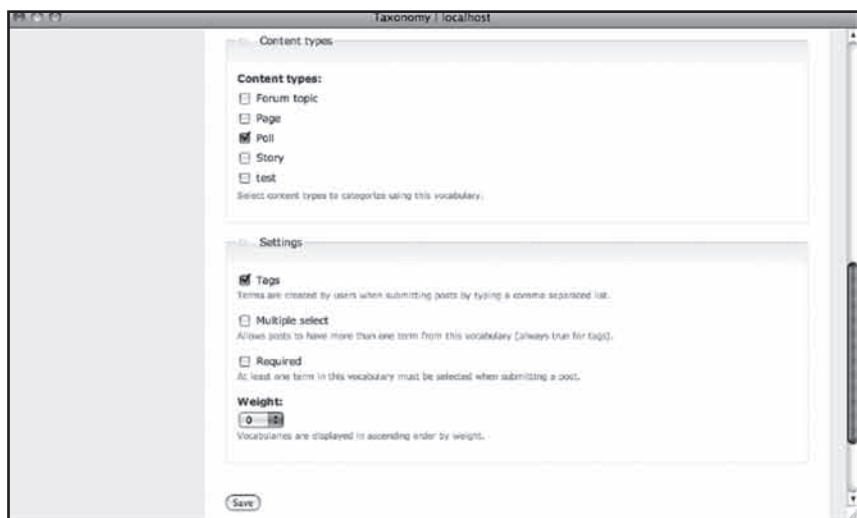 Taxonomy | localhost
Content types
Content types:
Forum topic
Page
Poll
Story
test
Select content types to categorize using this vocabulary.
Settings
Tags
Terms are created by users when submitting posts by typing a comma separated list.
Multiple select
Allows posts to have more than one term from this vocabulary (always true for tags).
Required
At least one term in this vocabulary must be selected when submitting a post.
Weight:
0
Vocabularies are displayed in ascending order by weight.
Save